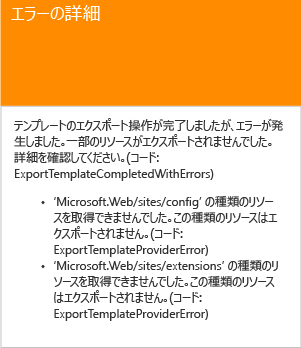 エラーの詳細
テンプレートのエクスポート操作が完了しましたが、エラーが発
生しました。一部のリソースがエクスポートされませんでした。
詳細を確認してください。(コード:
ExportTemplateCompletedWithErrors)
• 'Microsoft.Web/sites/config' の種類のリソー
スを取得できませんでした。この種類のリソースはエ
クスポートされません。(コード:
ExportTemplateProviderError)
• 'Microsoft.Web/sites/extensions' の種類のリ
ソースを取得できませんでした。この種類のリソース
はエクスポートされません。(コード:
ExportTemplateProviderError)